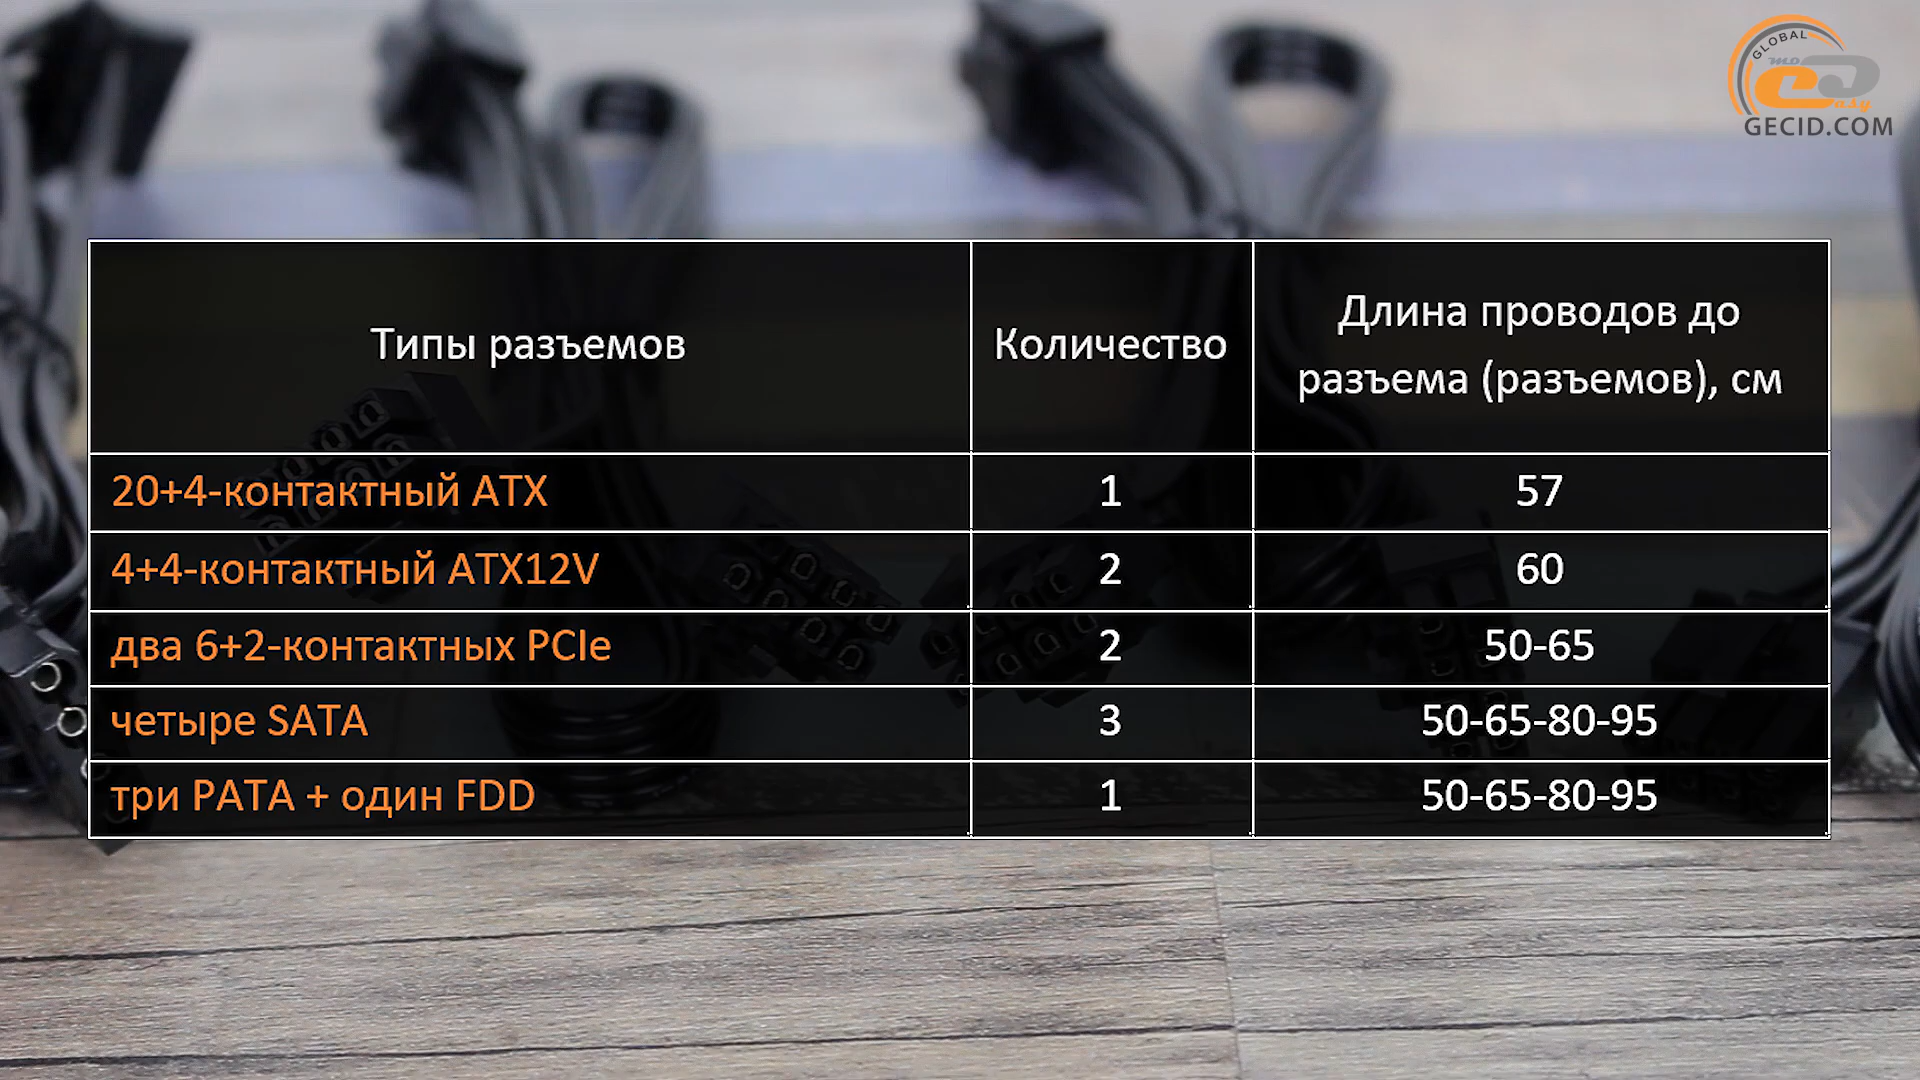 GLOBAL
mo
easy
GECID.COM
Типы разъемов
Количество
Длина проводов до
разъема (разъемов), см
20+4-контактный ATX
1
57
4+4-контактный ATX12V
2
60
два 6+2-контактных PCIe
2
50-65
четыре SATA
3
50-65-80-95
три PATA + один FDD
1
50-65-80-95